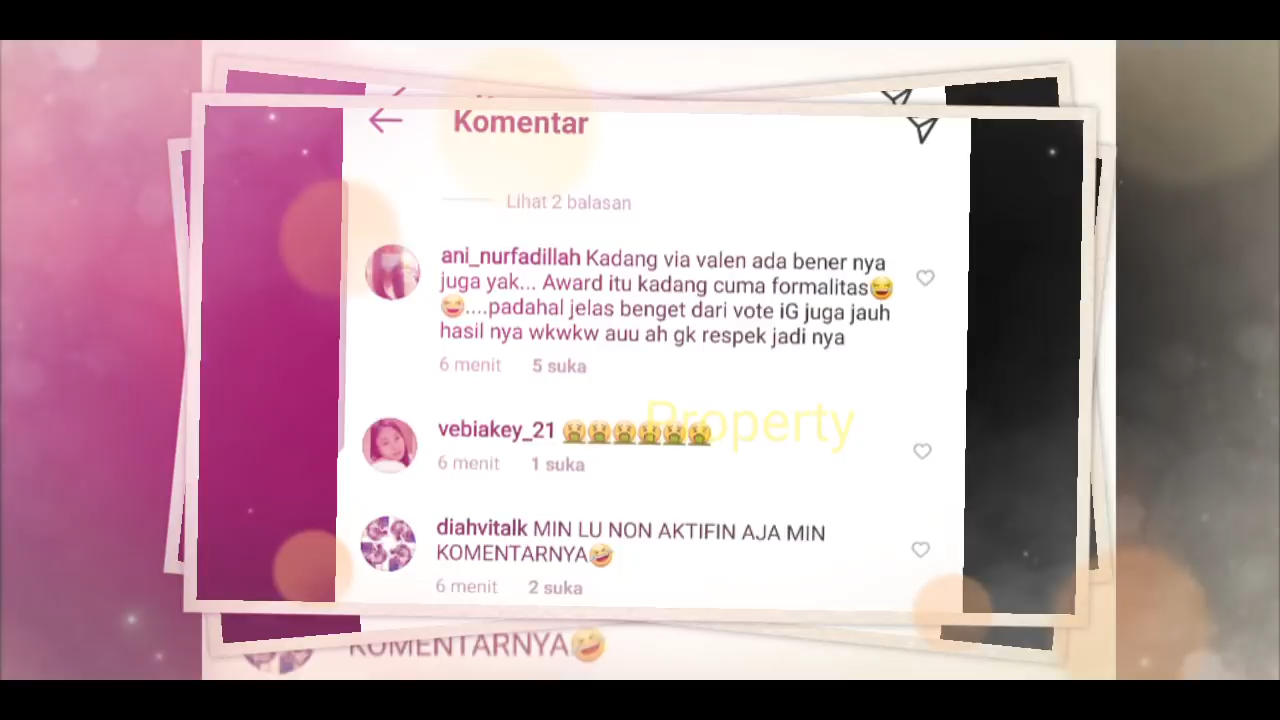 Komentar
Lihat 2 balasan
ani_nurfadillah Kadang via valen ada bener nya
juga yak... Award itu kadang cuma formalitas😆
😆....padahal jelas benget dari vote iG juga jauh
hasil nya wkwkw auu ah gk respek jadi nya
6 menit 5 suka
Property
vebiakey_21 🤮🤮🤮🤮🤮🤮
6 menit 1 suka
diahvitalk MIN LU NON AKTIFIN AJA MIN
KOMENTARNYA🤣
6 menit 2 suka
KOMENTARNYA🤣